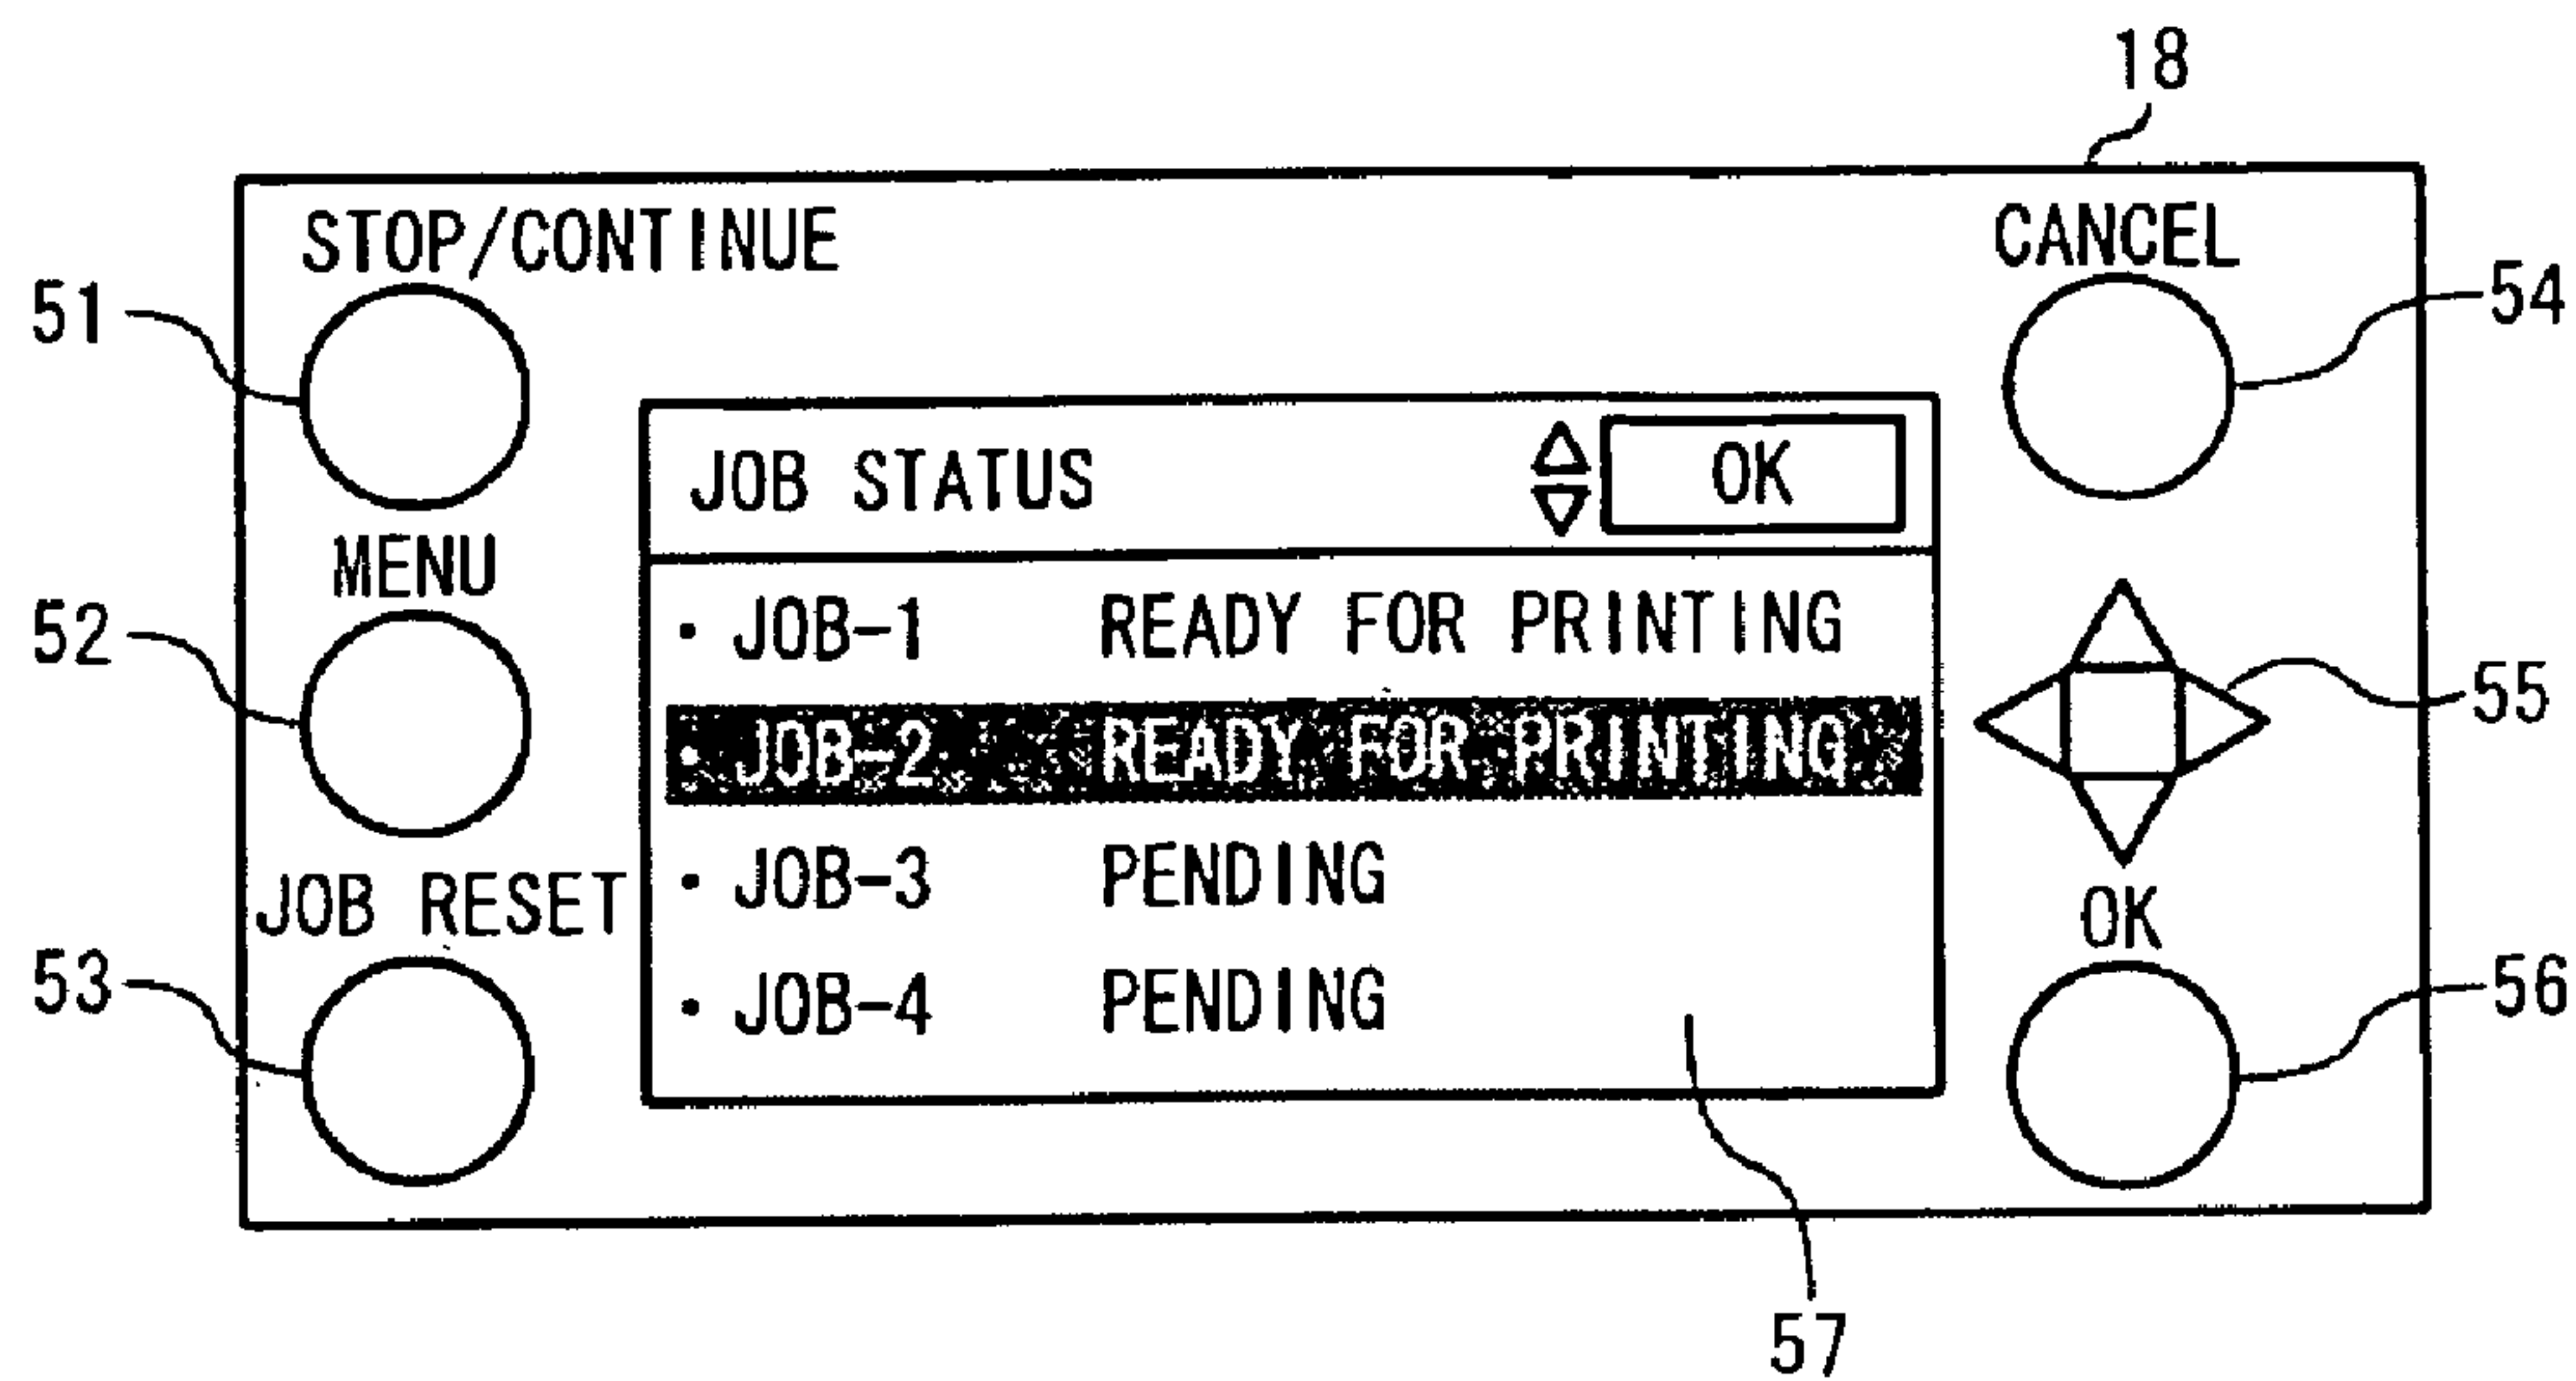 18
STOP/CONTINUE
CANCEL
51
54
JOB STATUS
OK
MENU
52
· JOB-1 READY FOR PRINTING
· JOB-2 READY FOR PRINTING
55
JOB RESET
· JOB-3 PENDING
OK
53
· JOB-4 PENDING
56
57